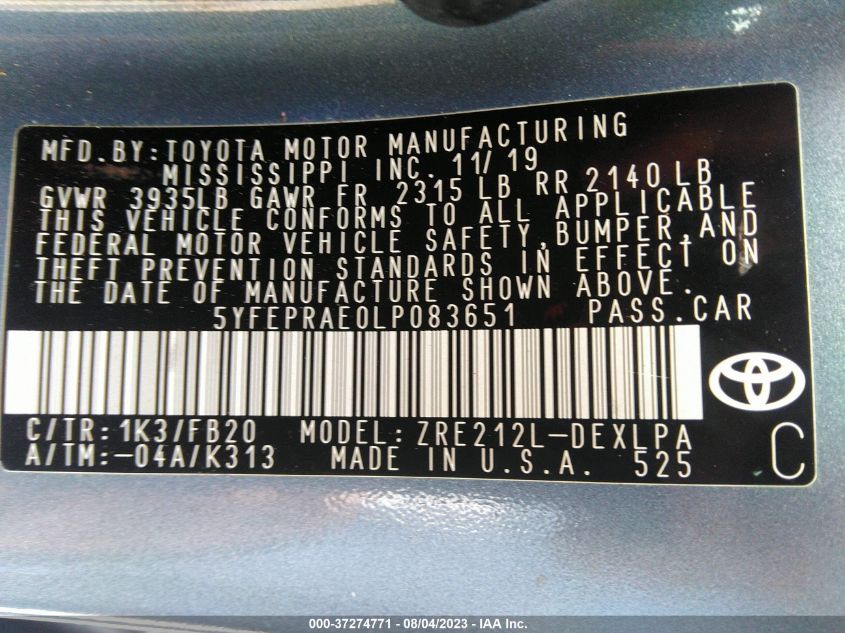 MFD.BY:TOYOTA MOTOR MANUFACTURING
MISSISSIPPI INC. 11/19
GVWR 3935LB GAWR FR 2315 LB RR 2140 LB
THIS VEHICLE CONFORMS TO ALL APPLICABLE
FEDERAL MOTOR VEHICLE SAFETY,BUMPER,AND
THEFT PREVENTION STANDARDS IN EFFECT ON
THE DATE OF MANUFACTURE SHOWN ABOVE.
5YFEPRAE0LP083651 PASS.CAR
C/TR:1K3/FB20 MODEL:ZRE212L-DEXLPA
A/TM:-04A/K313 MADE IN U.S.A. 525
C
000-37274771 - 08/04/2023 - IAA Inc.